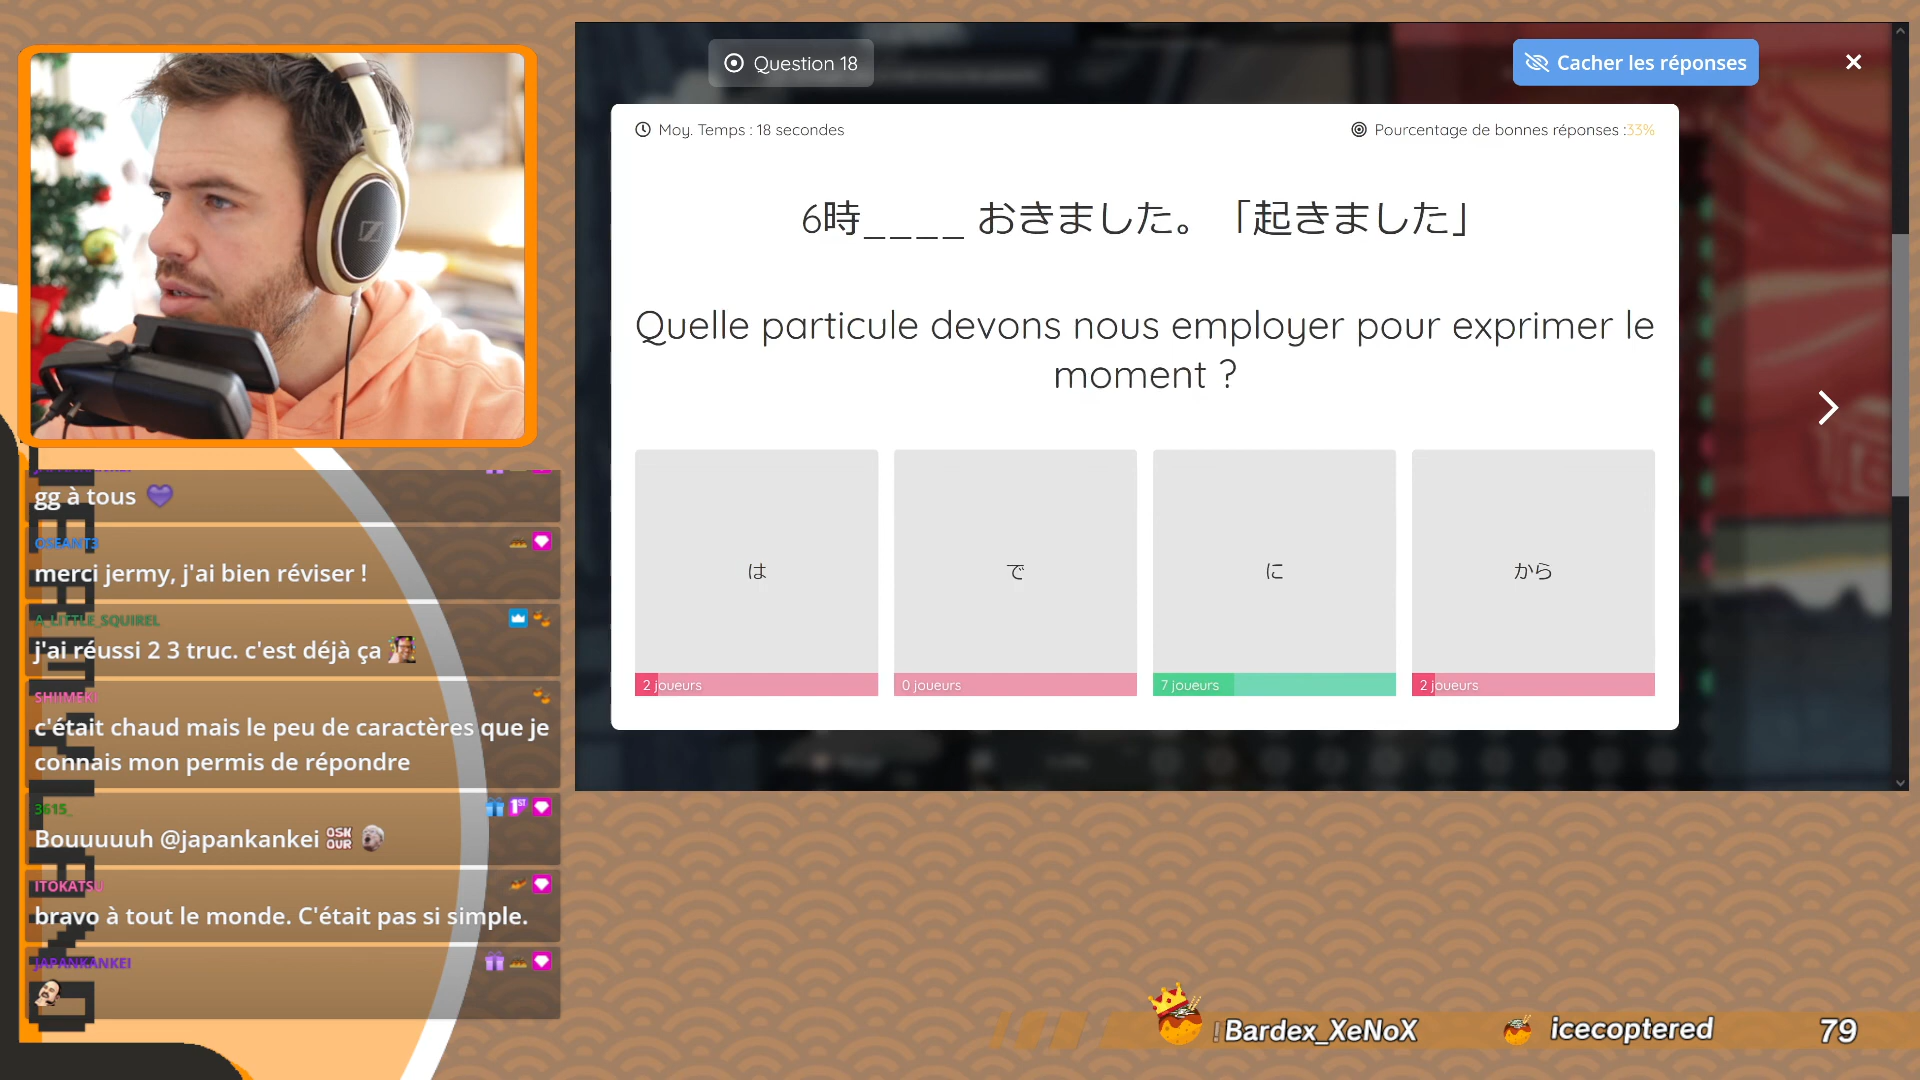 Question 18
Cacher les réponses
Moy. Temps : 18 secondes
Pourcentage de bonnes réponses :33%
6時____ おきました。「起きました」
Quelle particule devons nous employer pour exprimer le
moment ?
は
で
に
から
2 joueurs
0 joueurs
7 joueurs
2 joueurs
gg à tous
OSEANT3
merci jermy, j'ai bien réviser !
A_LITTLE_SQUIREL
j'ai réussi 2 3 truc. c'est déjà ça
SHIIMEKI
c'était chaud mais le peu de caractères que je
connais mon permis de répondre
3615_
1ST
Bouuuuuh @japankankei OSK OUR
ITOKATSU
bravo à tout le monde. C'était pas si simple.
JAPANKANKEI
!Bardex_XeNoX
icecoptered
79